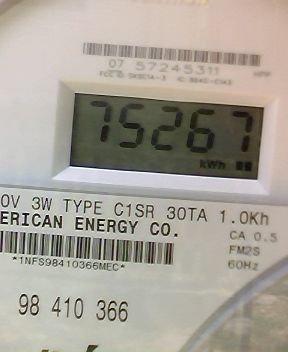 07 57245311
HPP
75267
kWh
0V 3W TYPE C1SR 30TA 1.0Kh
ERICAN ENERGY CO.
CA 0.5
FM2S
60Hz
*1NFS98410366MEC*
98 410 366